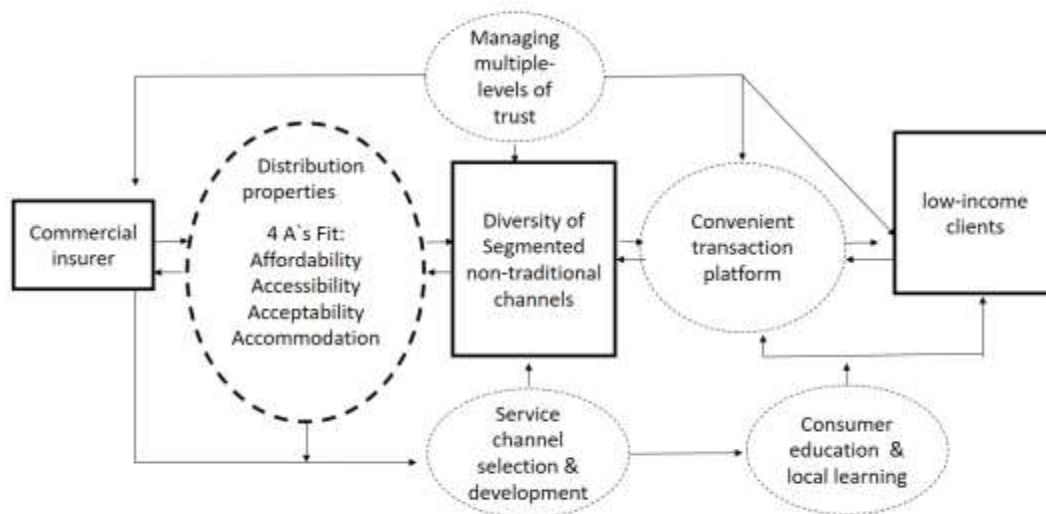 Managing
multiple-
levels of
trust
Distribution
properties
4 A`s Fit:
Affordability
Accessibility
Acceptability
Accommodation
Commercial
insurer
Diversity of
Segmented
non-traditional
channels
Convenient
transaction
platform
low-income
clients
Service
channel
selection &
development
Consumer
education &
local learning